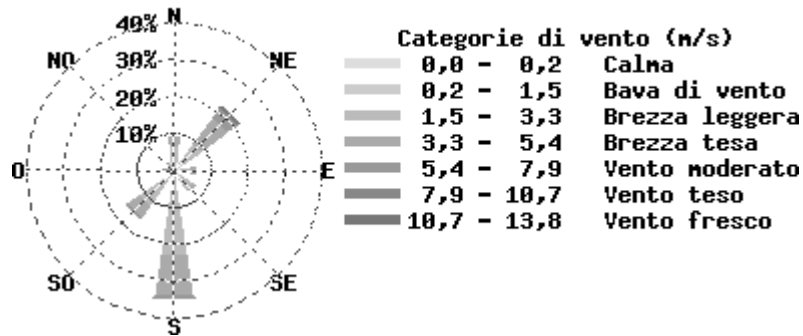 N
40%
30%
20%
10%
NO
NE
O
E
SO
SE
S
Categorie di vento (m/s)
0,0 - 0,2 Calma
0,2 - 1,5 Bava di vento
1,5 - 3,3 Brezza leggera
3,3 - 5,4 Brezza tesa
5,4 - 7,9 Vento moderato
7,9 - 10,7 Vento teso
10,7 - 13,8 Vento fresco